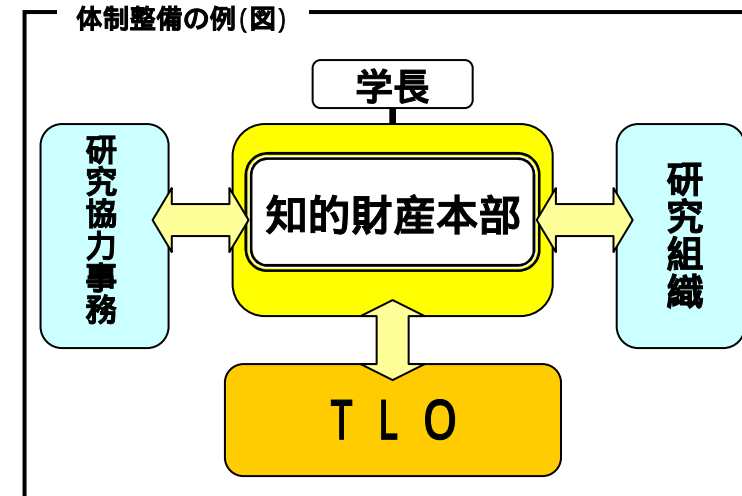 体制整備の例(図)
学長
研究協力事務
知的財産本部
研究組織
ＴＬＯ